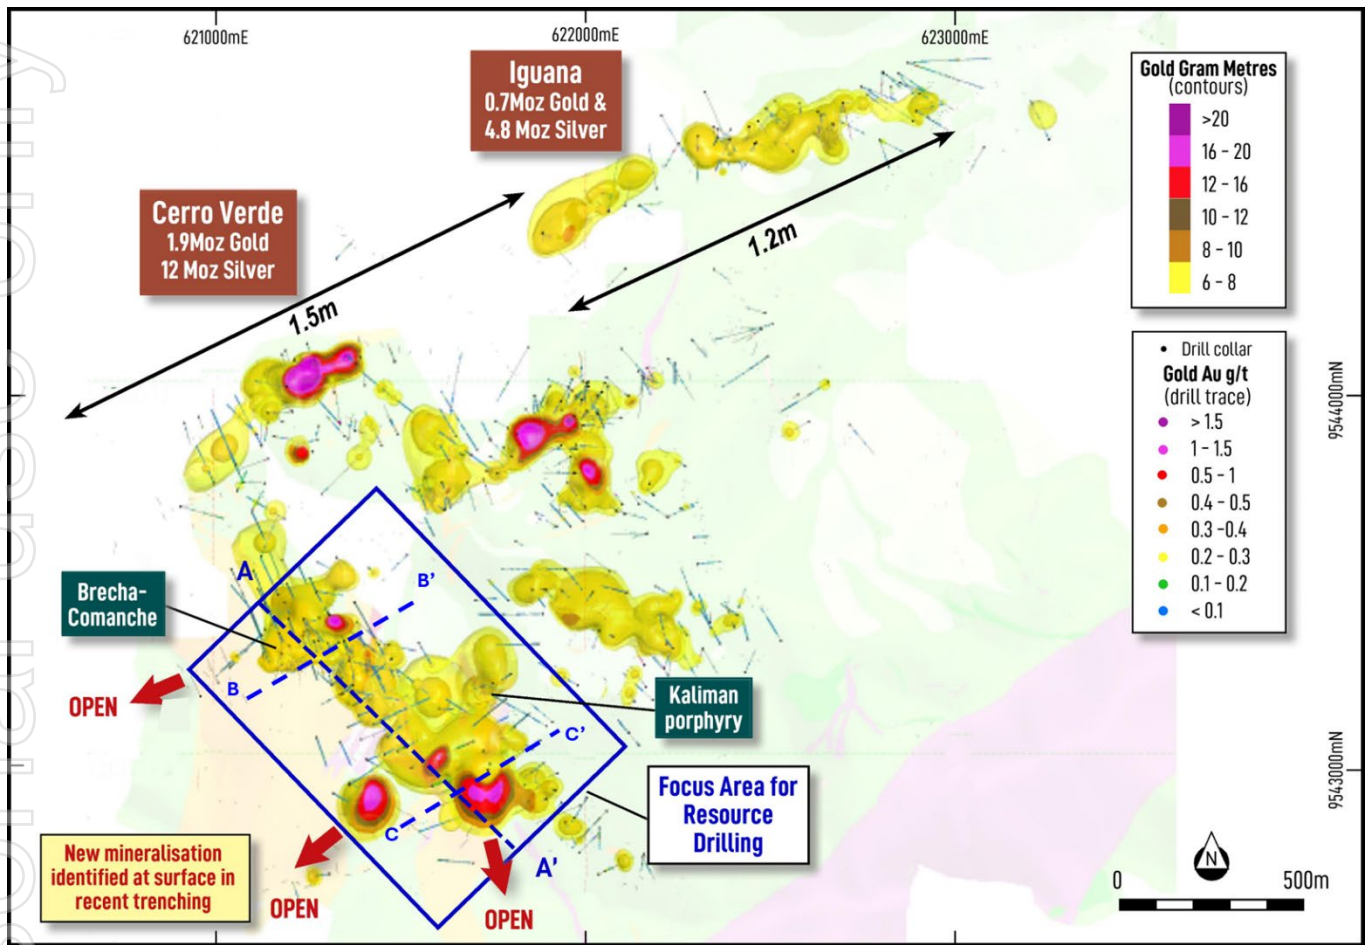 621000mE
622000mE
623000mE
Iguana
0.7Moz Gold &
4.8 Moz Silver
Cerro Verde
1.9Moz Gold
12 Moz Silver
1.5m
1.2m
Gold Gram Metres
(contours)
>20
16 – 20
12 – 16
10 – 12
8 – 10
6 – 8
Drill collar
Gold Au g/t
(drill trace)
> 1.5
1 – 1.5
0.5 – 1
0.4 – 0.5
0.3 –0.4
0.2 – 0.3
0.1 – 0.2
< 0.1
9544000mN
9543000mN
A
B'
Brecha-
Comanche
B
OPEN
Kaliman
porphyry
C'
C
Focus Area for
Resource
Drilling
A'
New mineralisation
identified at surface in
recent trenching
OPEN
OPEN
N
0
500m
only